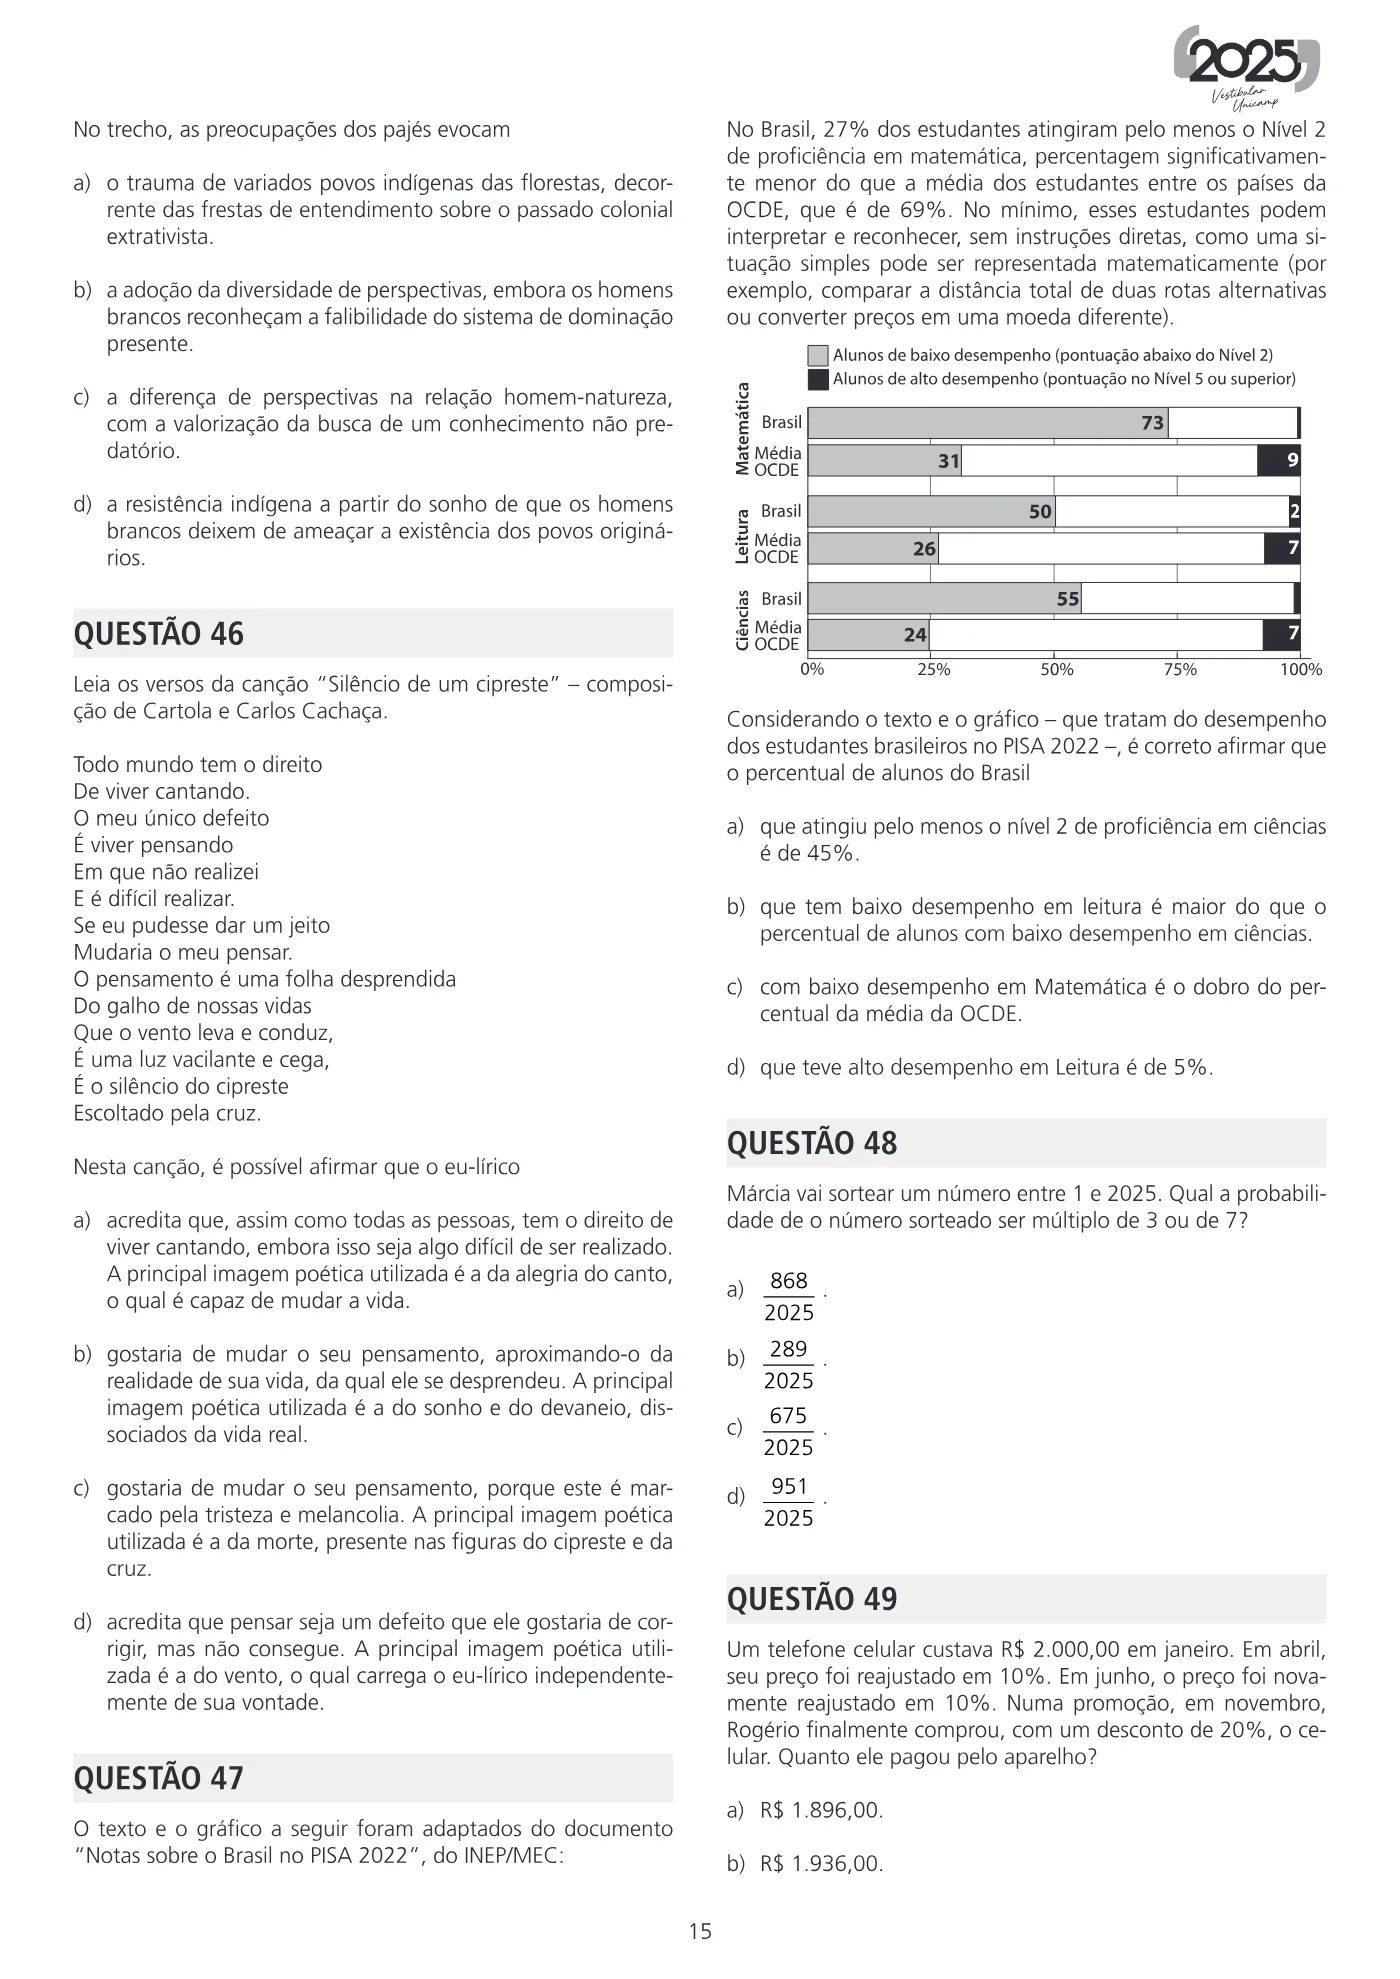 2025
Vestibular
Unicamp
No trecho, as preocupações dos pajés evocam
a) o trauma de variados povos indígenas das florestas, decor-
rente das frestas de entendimento sobre o passado colonial
extrativista.
b) a adoção da diversidade de perspectivas, embora os homens
brancos reconheçam a falibilidade do sistema de dominação
presente.
c) a diferença de perspectivas na relação homem-natureza,
com a valorização da busca de um conhecimento não pre-
datório.
d) a resistência indígena a partir do sonho de que os homens
brancos deixem de ameaçar a existência dos povos originá-
rios.
QUESTÃO 46
Leia os versos da canção “Silêncio de um cipreste” – composi-
ção de Cartola e Carlos Cachaça.
Todo mundo tem o direito
De viver cantando.
O meu único defeito
É viver pensando
Em que não realizei
E é difícil realizar.
Se eu pudesse dar um jeito
Mudaria o meu pensar.
O pensamento é uma folha desprendida
Do galho de nossas vidas
Que o vento leva e conduz,
É uma luz vacilante e cega,
É o silêncio do cipreste
Escoltado pela cruz.
Nesta canção, é possível afirmar que o eu-lírico
a) acredita que, assim como todas as pessoas, tem o direito de
viver cantando, embora isso seja algo difícil de ser realizado.
A principal imagem poética utilizada é a da alegria do canto,
o qual é capaz de mudar a vida.
b) gostaria de mudar o seu pensamento, aproximando-o da
realidade de sua vida, da qual ele se desprendeu. A principal
imagem poética utilizada é a do sonho e do devaneio, dis-
sociados da vida real.
c) gostaria de mudar o seu pensamento, porque este é mar-
cado pela tristeza e melancolia. A principal imagem poética
utilizada é a da morte, presente nas figuras do cipreste e da
cruz.
d) acredita que pensar seja um defeito que ele gostaria de cor-
rigir, mas não consegue. A principal imagem poética utili-
zada é a do vento, o qual carrega o eu-lírico independente-
mente de sua vontade.
QUESTÃO 47
O texto e o gráfico a seguir foram adaptados do documento
“Notas sobre o Brasil no PISA 2022”, do INEP/MEC:
No Brasil, 27% dos estudantes atingiram pelo menos o Nível 2
de proficiência em matemática, percentagem significativamen-
te menor do que a média dos estudantes entre os países da
OCDE, que é de 69%. No mínimo, esses estudantes podem
interpretar e reconhecer, sem instruções diretas, como uma si-
tuação simples pode ser representada matematicamente (por
exemplo, comparar a distância total de duas rotas alternativas
ou converter preços em uma moeda diferente).
Alunos de baixo desempenho (pontuação abaixo do Nível 2)
Alunos de alto desempenho (pontuação no Nível 5 ou superior)
Matemática
Brasil 73
Média
OCDE 31 9
Leitura
Brasil 50 2
Média
OCDE 26 7
Ciências
Brasil 55
Média
OCDE 24 7
0% 25% 50% 75% 100%
Considerando o texto e o gráfico – que tratam do desempenho
dos estudantes brasileiros no PISA 2022 –, é correto afirmar que
o percentual de alunos do Brasil
a) que atingiu pelo menos o nível 2 de proficiência em ciências
é de 45%.
b) que tem baixo desempenho em leitura é maior do que o
percentual de alunos com baixo desempenho em ciências.
c) com baixo desempenho em Matemática é o dobro do per-
centual da média da OCDE.
d) que teve alto desempenho em Leitura é de 5%.
QUESTÃO 48
Márcia vai sortear um número entre 1 e 2025. Qual a probabili-
dade de o número sorteado ser múltiplo de 3 ou de 7?
a) 868
2025 .
b) 289
2025 .
c) 675
2025 .
d) 951
2025 .
QUESTÃO 49
Um telefone celular custava R$ 2.000,00 em janeiro. Em abril,
seu preço foi reajustado em 10%. Em junho, o preço foi nova-
mente reajustado em 10%. Numa promoção, em novembro,
Rogério finalmente comprou, com um desconto de 20%, o ce-
lular. Quanto ele pagou pelo aparelho?
a) R$ 1.896,00.
b) R$ 1.936,00.
15